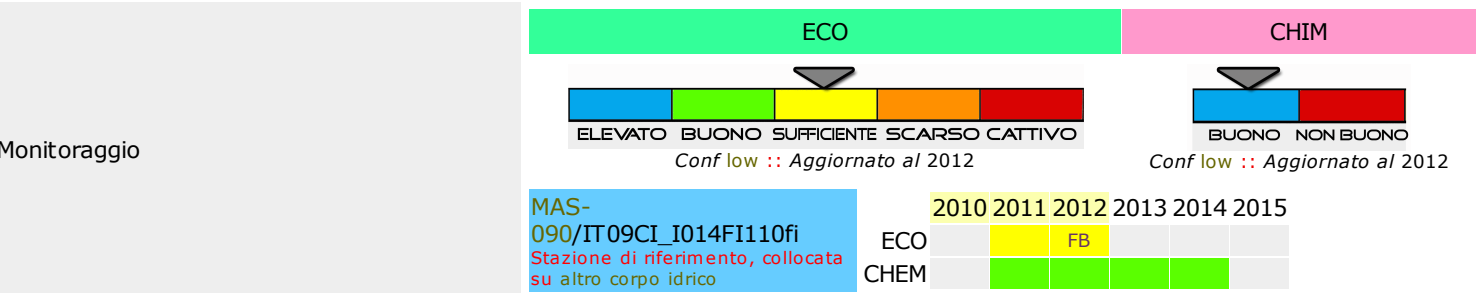 Monitoraggio
ECO
CHIM
ELEVATO BUONO SUFFICIENTE SCARSO CATTIVO
BUONO NON BUONO
Conf low :: Aggiornato al 2012
Conf low :: Aggiornato al 2012
MAS-
090/IT09CI_I014FI110fi
Stazione di riferimento, collocata
su altro corpo idrico
2010 2011 2012 2013 2014 2015
ECO FB
CHEM